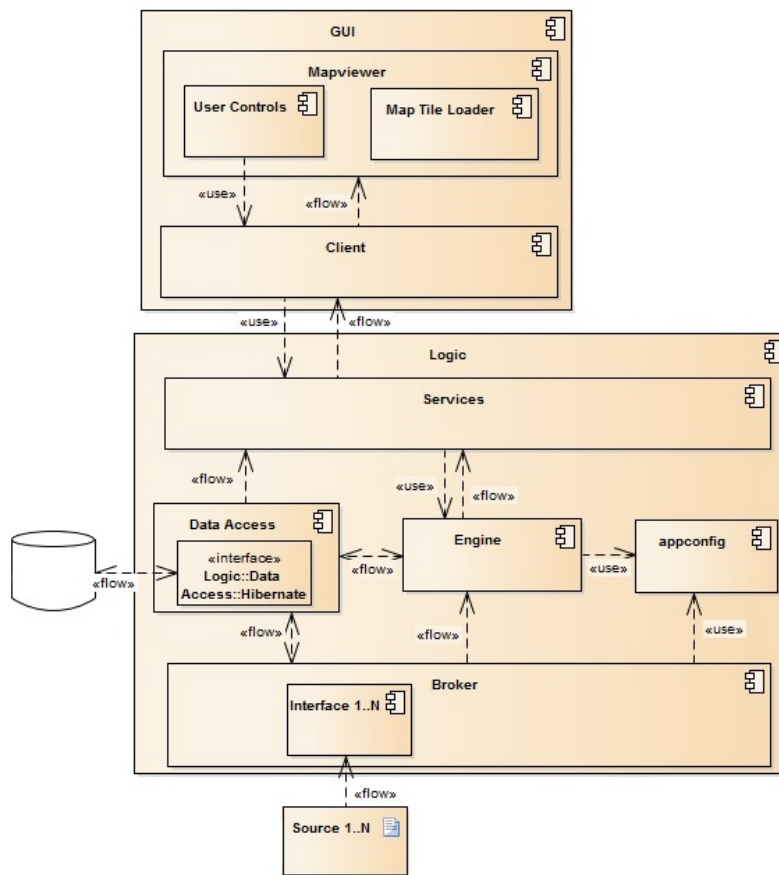 GUI
Mapviewer
User Controls
Map Tile Loader
«use»
«flow»
Client
«use»
«flow»
Logic
Services
«flow»
«use»
«flow»
Data Access
«interface»
Logic::Data
Access::Hibernate
Engine
appconfig
«flow»
«flow»
«use»
«flow»
«flow»
«use»
Broker
Interface 1..N
«flow»
Source 1..N